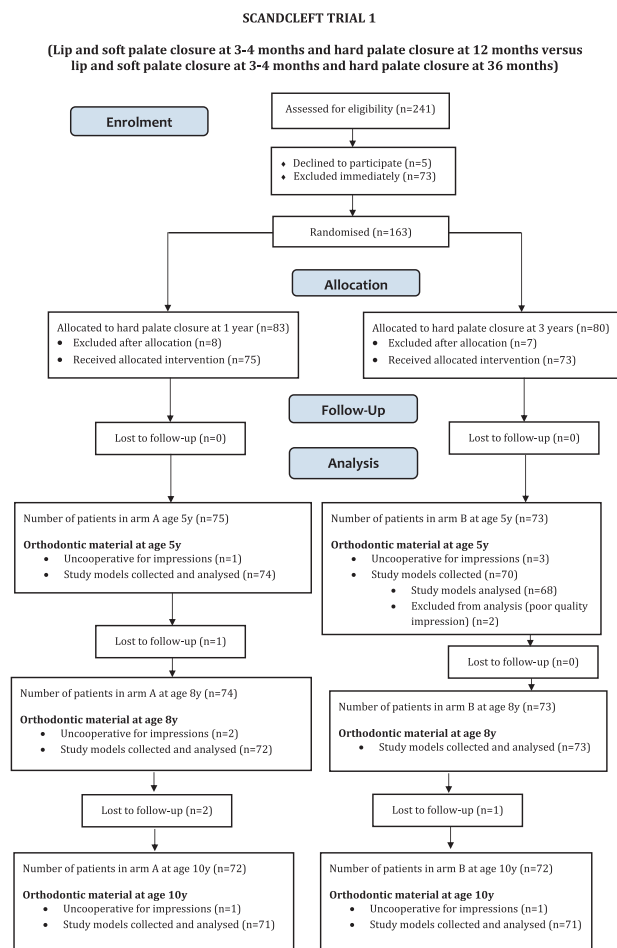 SCANDCLEFT TRIAL 1
(Lip and soft palate closure at 3-4 months and hard palate closure at 12 months versus
lip and soft palate closure at 3-4 months and hard palate closure at 36 months)
Enrolment
Assessed for eligibility (n=241)
♦ Declined to participate (n=5)
♦ Excluded immediately (n=73)
Randomised (n=163)
Allocation
Allocated to hard palate closure at 1 year (n=83)
• Excluded after allocation (n=8)
• Received allocated intervention (n=75)
Allocated to hard palate closure at 3 years (n=80)
• Excluded after allocation (n=7)
• Received allocated intervention (n=73)
Follow-Up
Lost to follow-up (n=0)
Lost to follow-up (n=0)
Analysis
Number of patients in arm A age 5y (n=75)
Orthodontic material at age 5y
• Uncooperative for impressions (n=1)
• Study models collected and analysed (n=74)
Number of patients in arm B at age 5y (n=73)
Orthodontic material at age 5y
• Uncooperative for impressions (n=3)
• Study models collected (n=70)
• Study models analysed (n=68)
• Excluded from analysis (poor quality
impression) (n=2)
Lost to follow-up (n=1)
Lost to follow-up (n=0)
Number of patients in arm A at age 8y (n=74)
Orthodontic material at age 8y
• Uncooperative for impressions (n=2)
• Study models collected and analysed (n=72)
Number of patients in arm B at age 8y (n=73)
Orthodontic material at age 8y
• Study models collected and analysed (n=73)
Lost to follow-up (n=2)
Lost to follow-up (n=1)
Number of patients in arm A at age 10y (n=72)
Orthodontic material at age 10y
• Uncooperative for impressions (n=1)
• Study models collected and analysed (n=71)
Number of patients in arm B at age 10y (n=72)
Orthodontic material at age 10y
• Uncooperative for impressions (n=1)
• Study models collected and analysed (n=71)